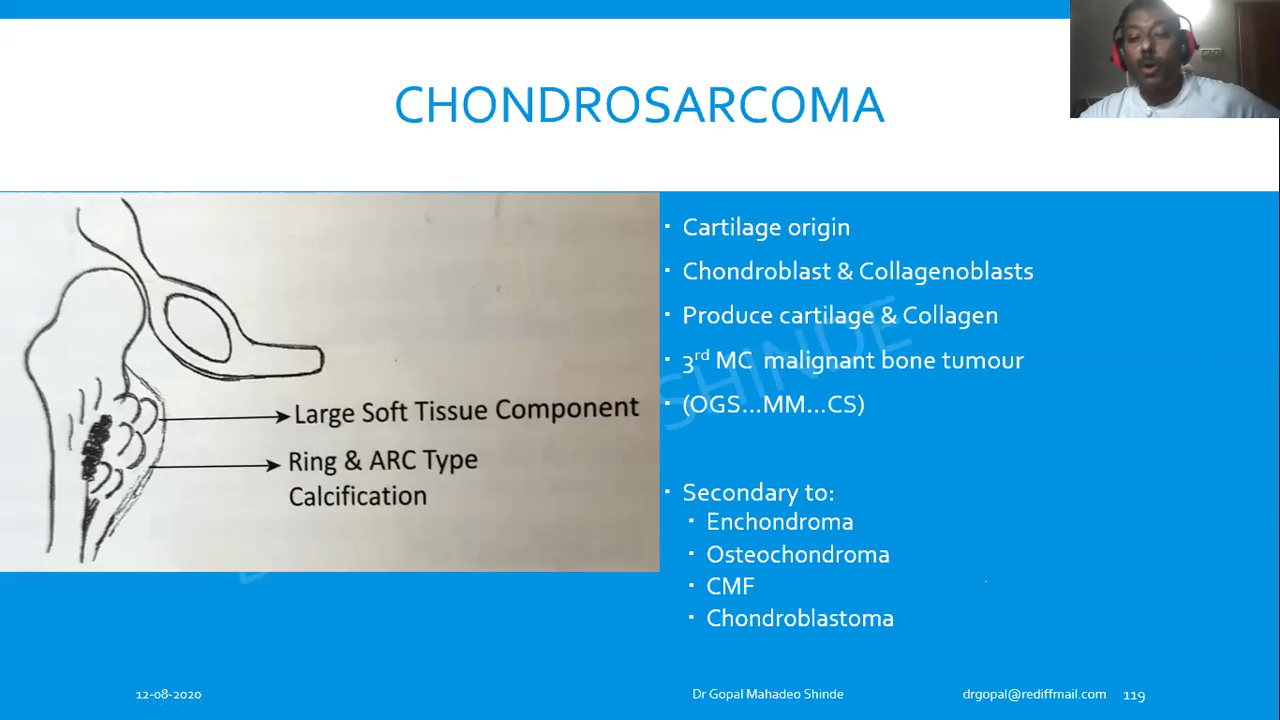 CHONDROSARCOMA
Large Soft Tissue Component
Ring & ARC Type
Calcification
Cartilage origin
Chondroblast & Collagenoblasts
Produce cartilage & Collagen
3rd MC malignant bone tumour
(OGS...MM...CS)
Secondary to:
Enchondroma
Osteochondroma
CMF
Chondroblastoma
SHINDE
12-08-2020
Dr Gopal Mahadeo Shinde
drgopal@rediffmail.com
119